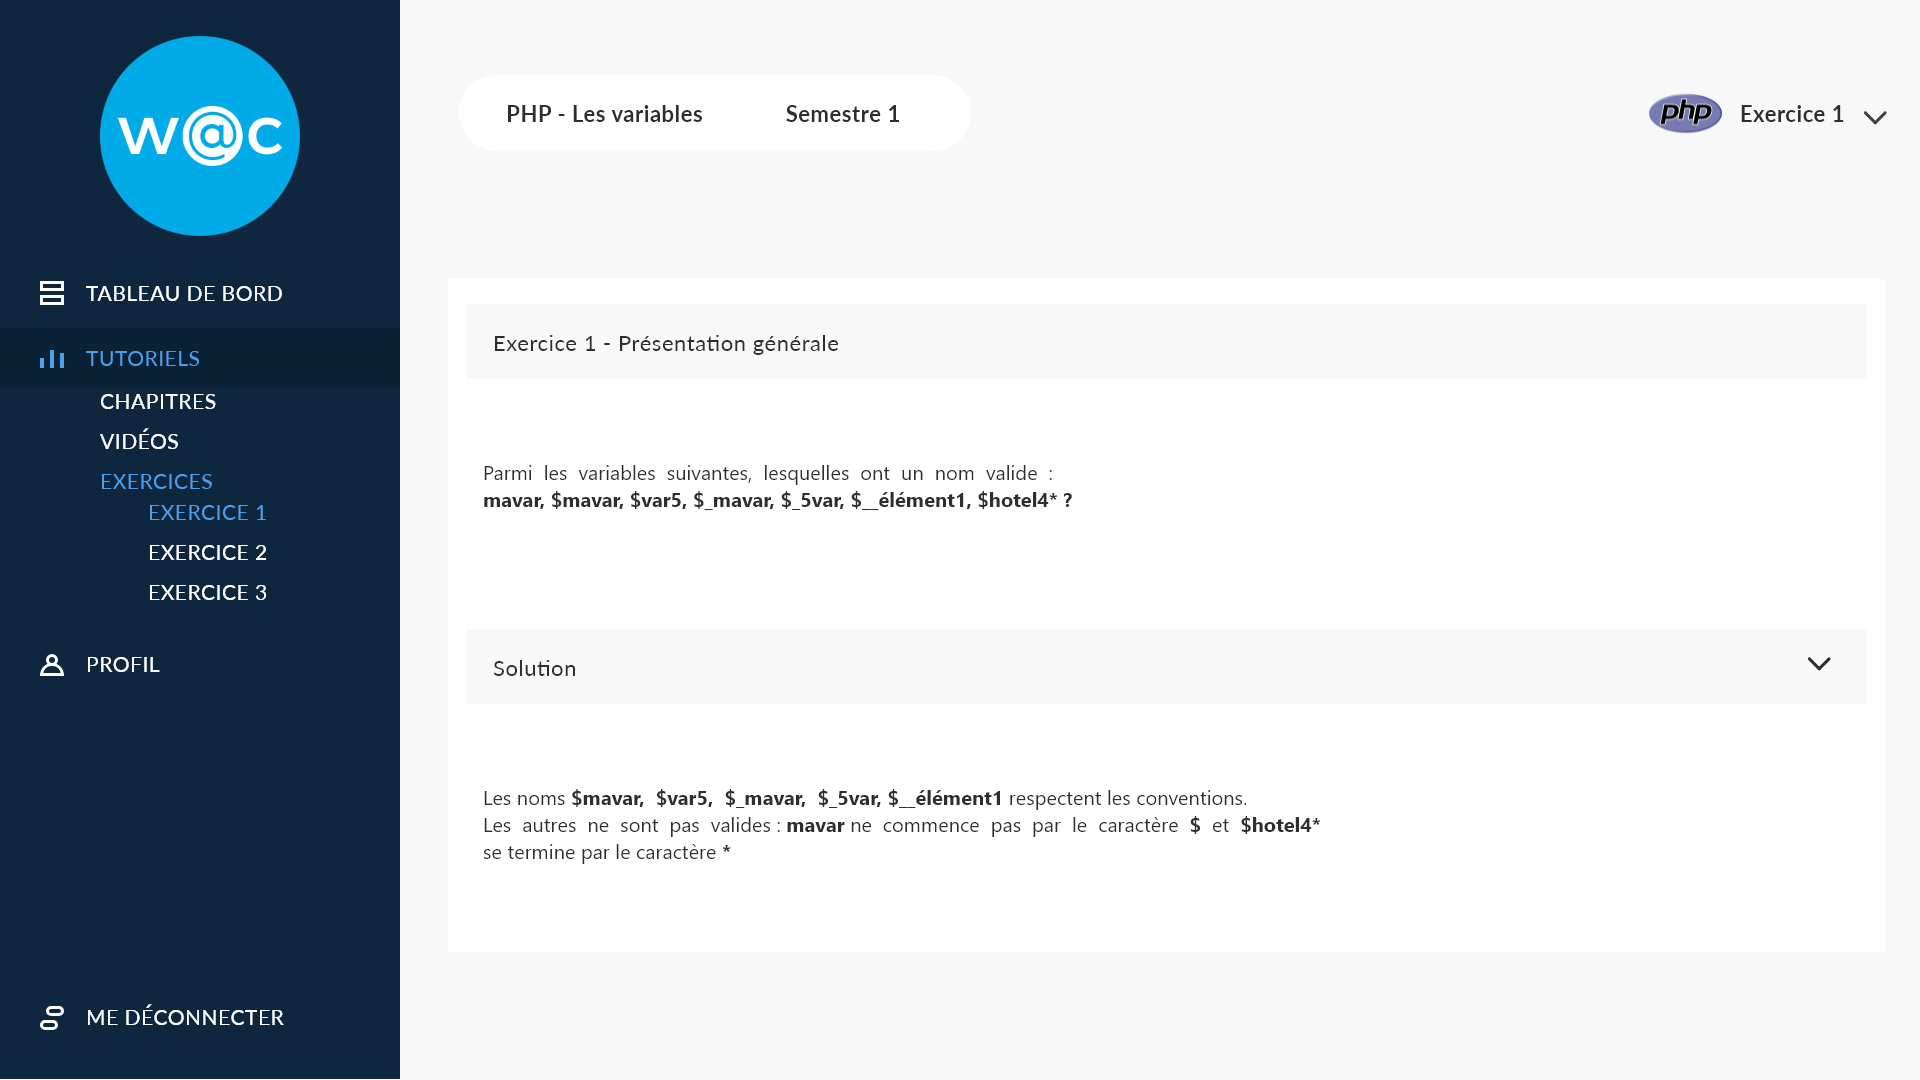 w@c
TABLEAU DE BORD
TUTORIELS
CHAPITRES
VIDÉOS
EXERCICES
EXERCICE 1
EXERCICE 2
EXERCICE 3
PROFIL
ME DÉCONNECTER
PHP - Les variables Semestre 1
php Exercice 1
Exercice 1 - Présentation générale
Parmi les variables suivantes, lesquelles ont un nom valide :
mavar, $mavar, $var5, $_mavar, $_5var, $__élément1, $hotel4* ?
Solution
Les noms $mavar, $var5, $_mavar, $_5var, $__élément1 respectent les conventions.
Les autres ne sont pas valides : mavar ne commence pas par le caractère $ et $hotel4*
se termine par le caractère *